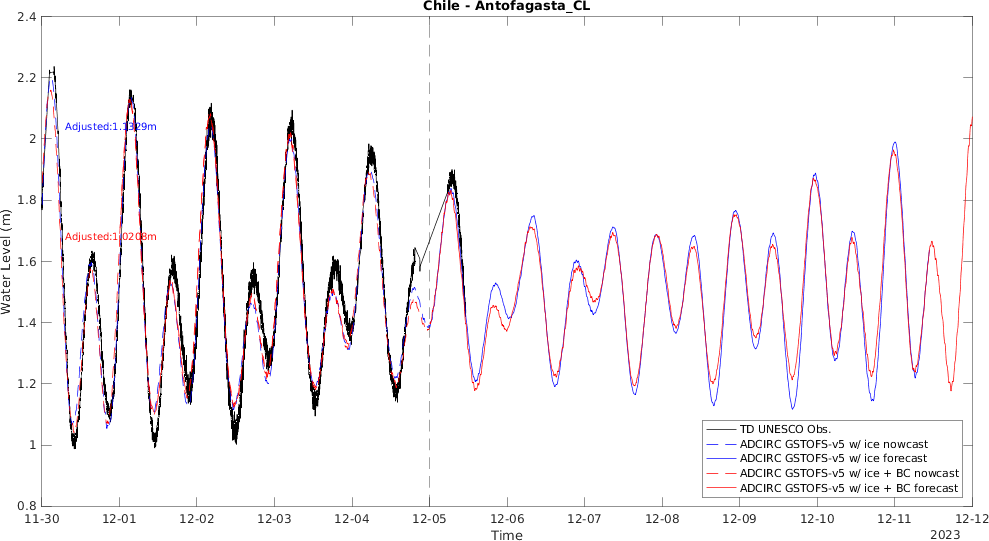 Chile - Antofagasta_CL
2.4
2.2
2
1.8
1.6
1.4
1.2
1
0.8
Water Level (m)
Adjusted:1.1329m
Adjusted:1.0208m
TD UNESCO Obs.
ADCIRC GSTOFS-v5 w/ ice nowcast
ADCIRC GSTOFS-v5 w/ ice forecast
ADCIRC GSTOFS-v5 w/ ice + BC nowcast
ADCIRC GSTOFS-v5 w/ ice + BC forecast
11-30 12-01 12-02 12-03 12-04 12-05 12-06 12-07 12-08 12-09 12-10 12-11 12-12
Time
2023